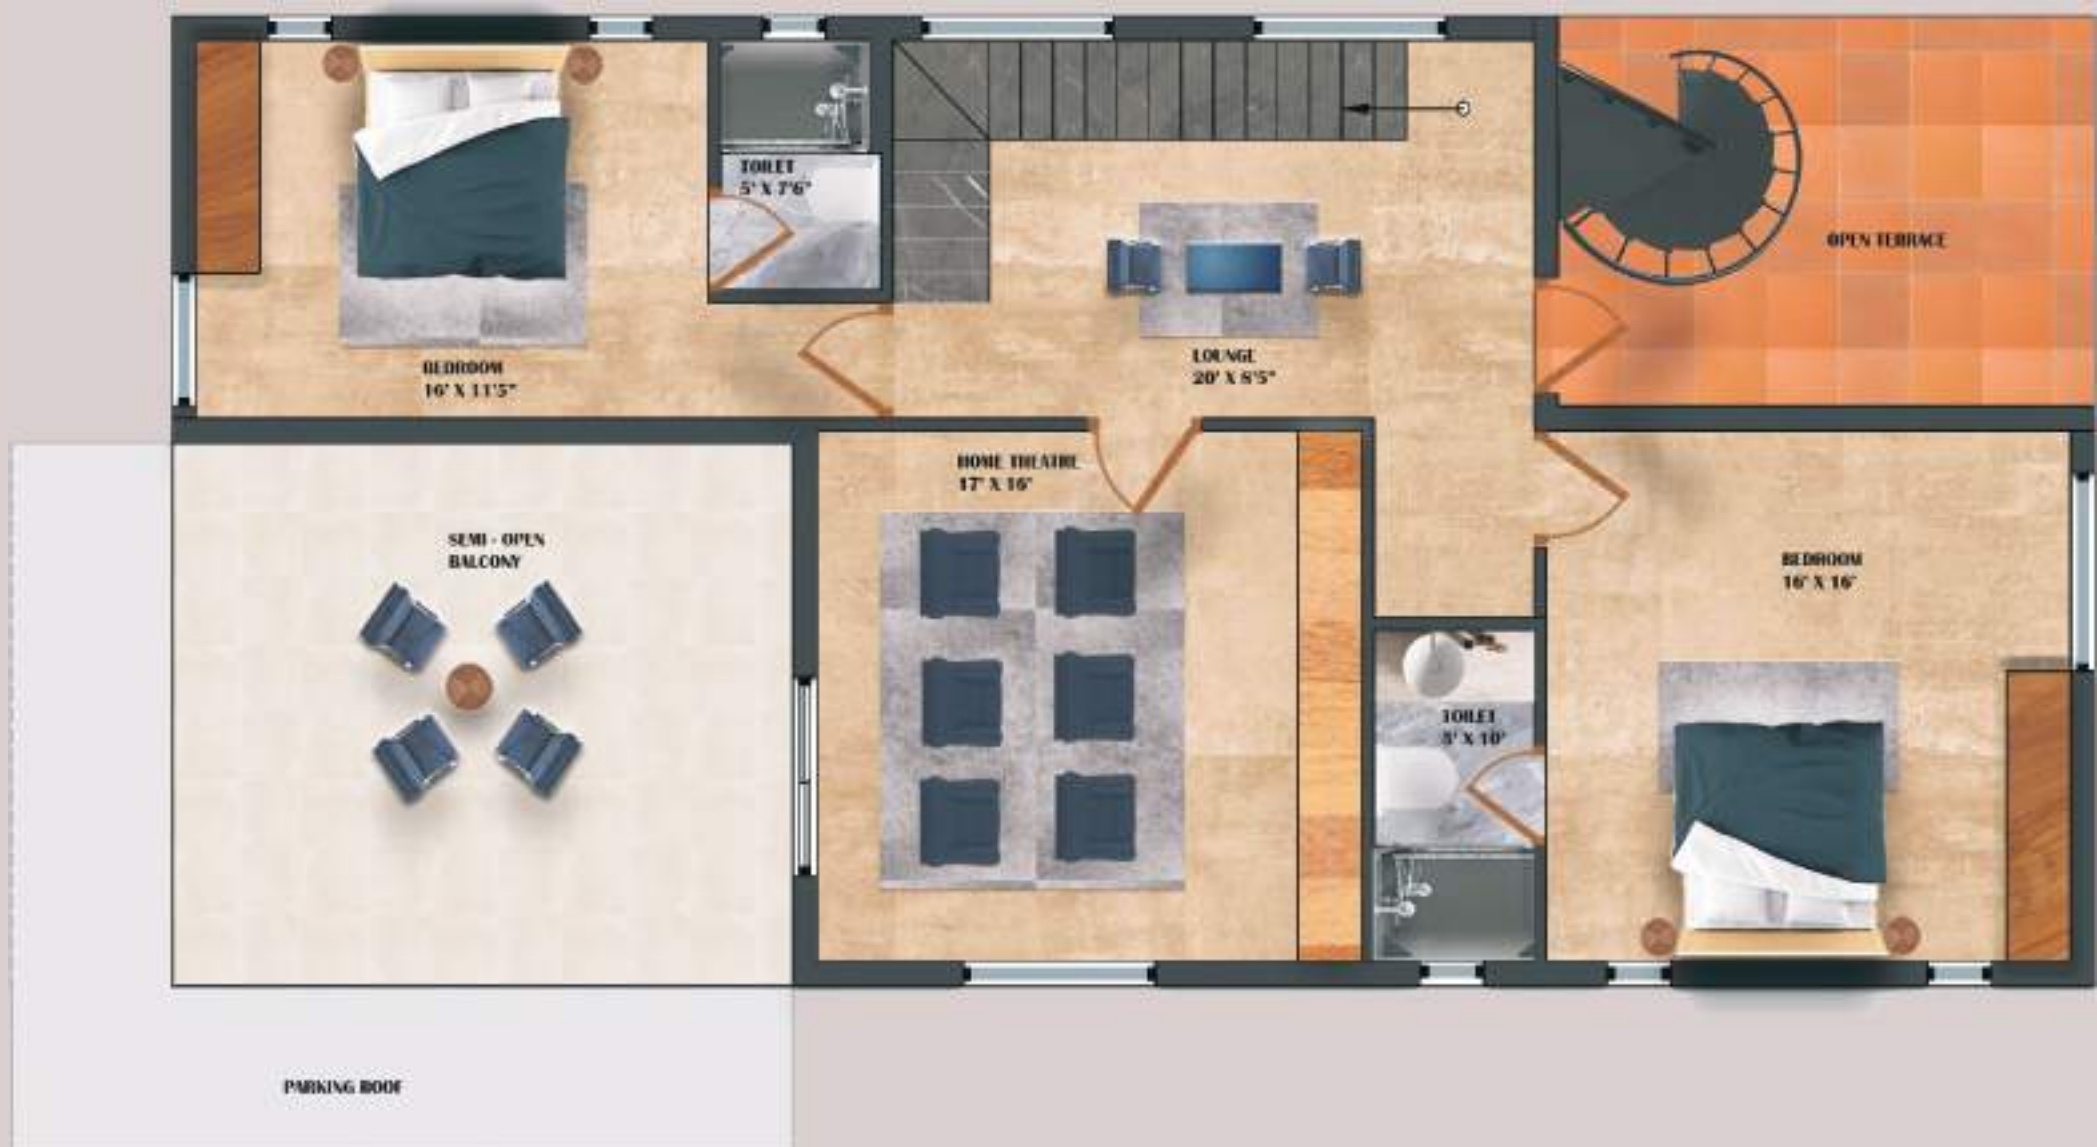 TOILET
5' X 7'6"
OPEN TERRACE
BEDROOM
16' X 11'5"
LOUNGE
20' X 8'5"
HOME THEATRE
17' X 16'
SEMI - OPEN
BALCONY
BEDROOM
16' X 16'
TOILET
5' X 10'
PARKING ROOF